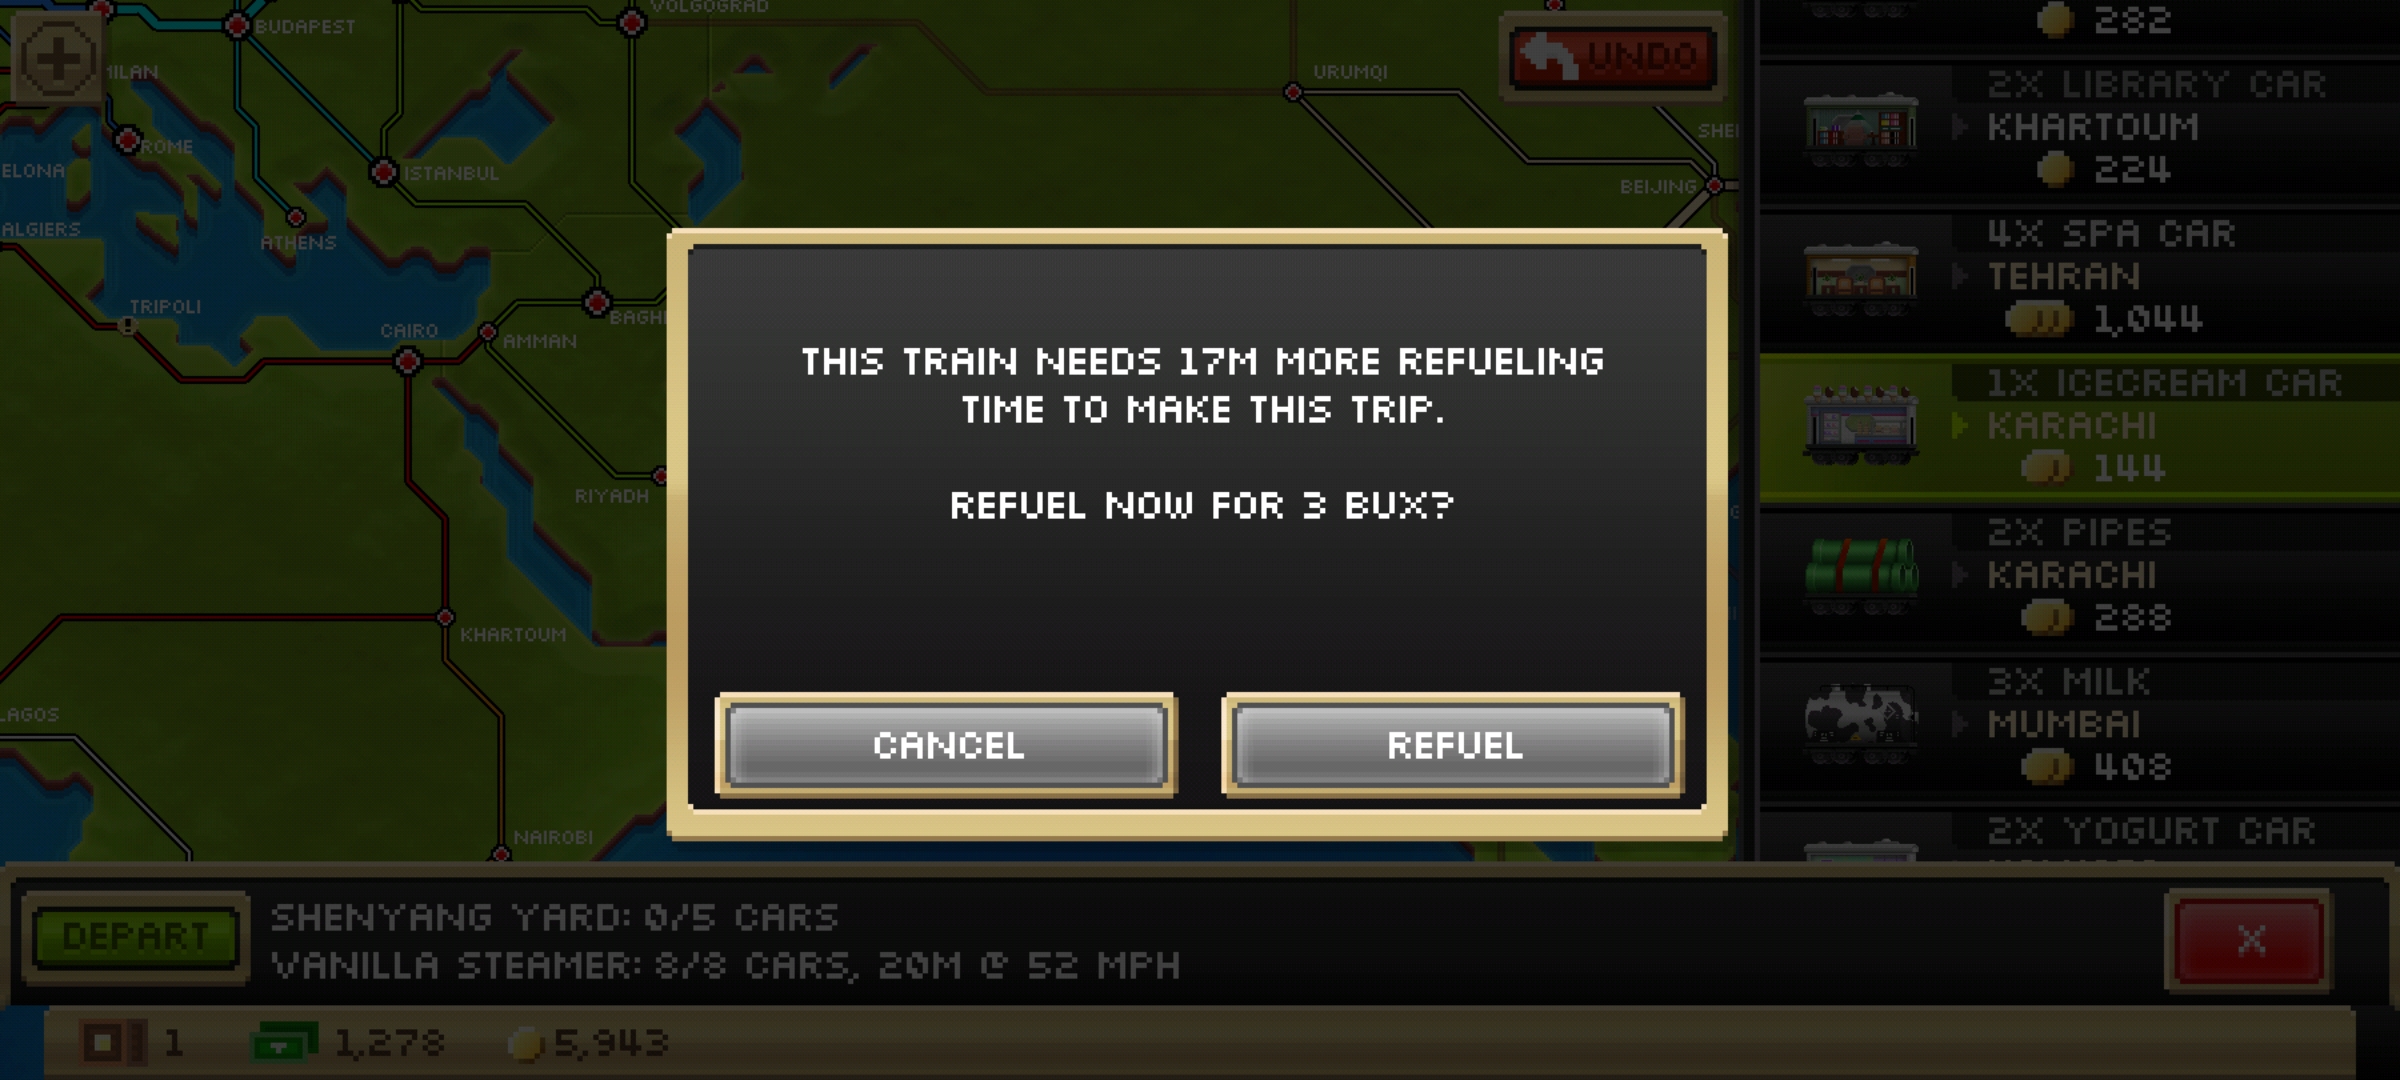 VOLGOGRAD
BUDAPEST
MILAN
ROME
ELONA
ISTANBUL
ALGIERS
ATHENS
TRIPOLI
CAIRO
AMMAN
BAGH
RIYADH
KHARTOUM
LAGOS
NAIROBI
URUMQI
SHE
BEIJING
UNDO
THIS TRAIN NEEDS 17M MORE REFUELING
TIME TO MAKE THIS TRIP.
REFUEL NOW FOR 3 BUX?
CANCEL
REFUEL
282
2X LIBRARY CAR
KHARTOUM
224
4X SPA CAR
TEHRAN
1,044
1X ICECREAM CAR
KARACHI
144
2X PIPES
KARACHI
288
3X MILK
MUMBAI
408
2X YOGURT CAR
DEPART
SHENYANG YARD: 0/5 CARS
VANILLA STEAMER: 8/8 CARS, 20M @ 52 MPH
X
1
1,278
5,943